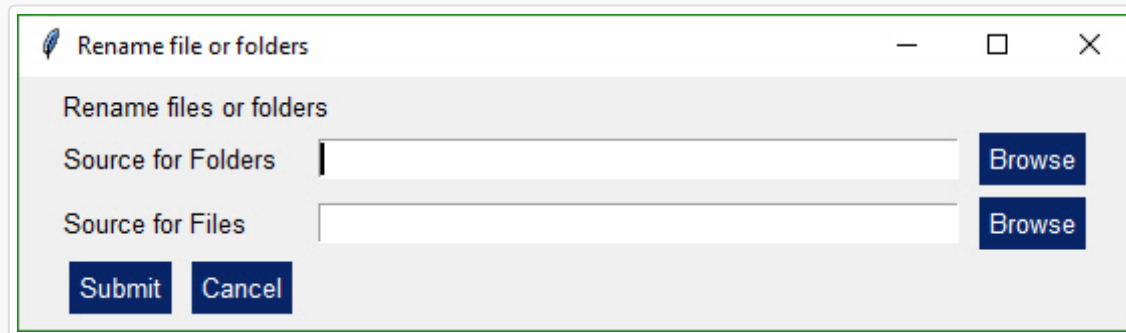 Rename file or folders
Rename files or folders
Source for Folders Browse
Source for Files Browse
Submit Cancel